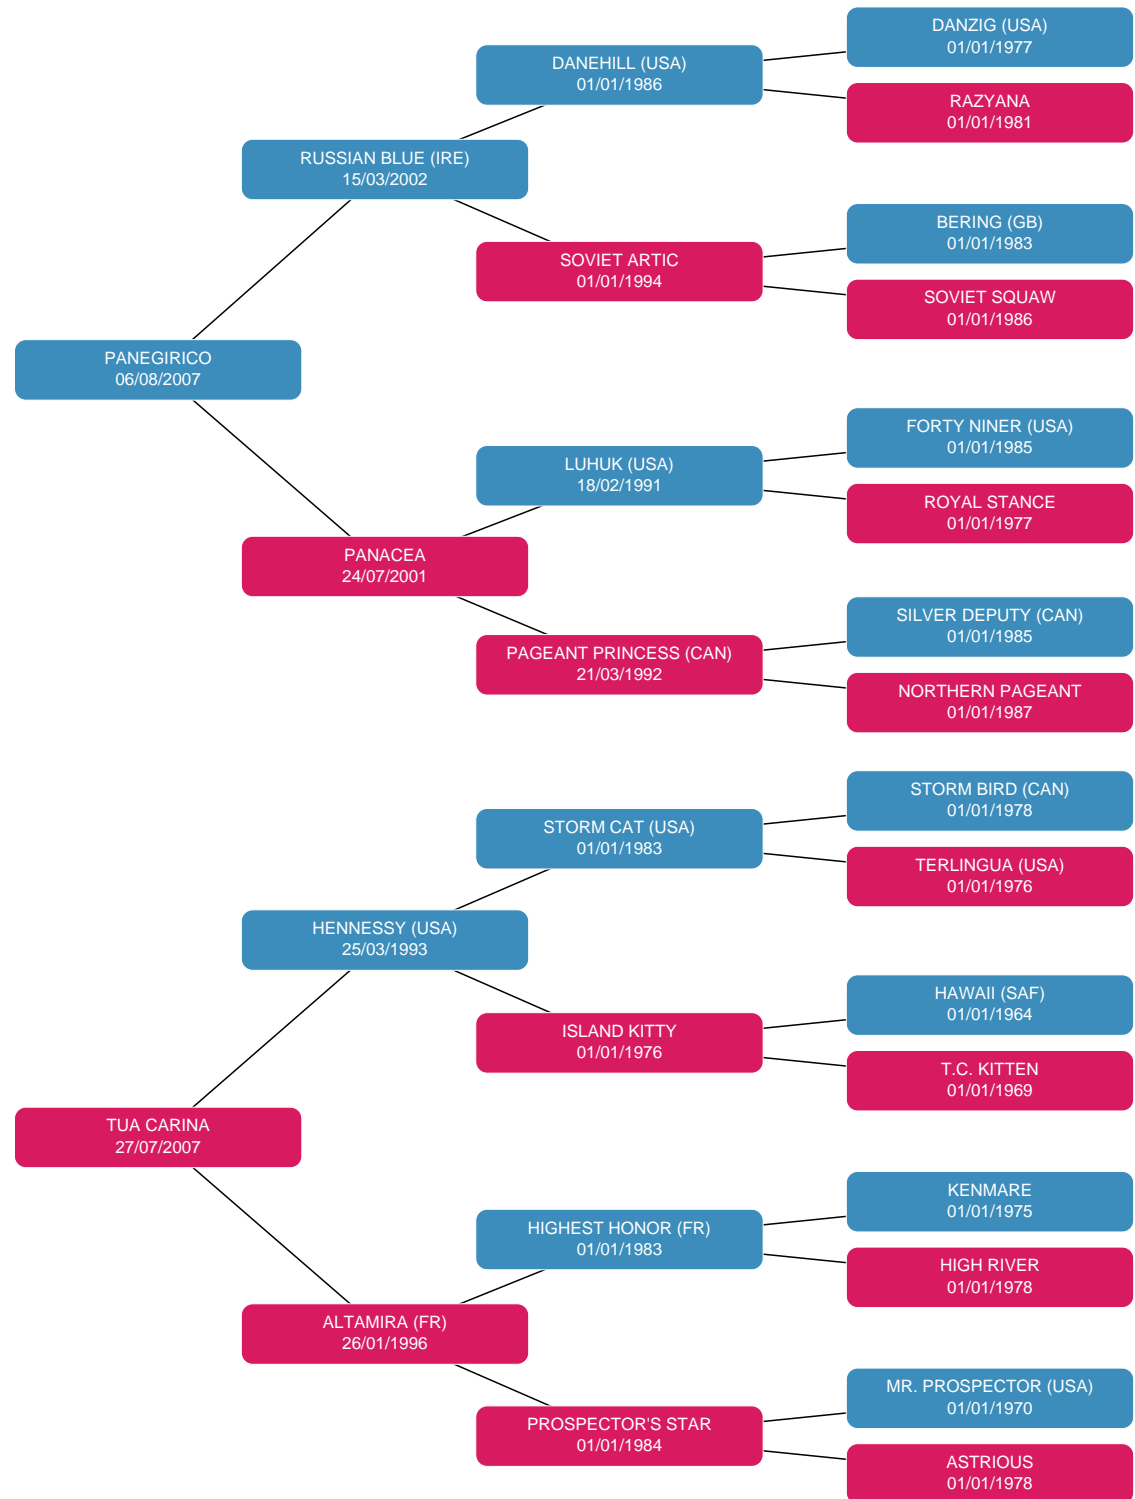 DANZIG (USA)
01/01/1977
DANEHILL (USA)
01/01/1986
RAZYANA
01/01/1981
RUSSIAN BLUE (IRE)
15/03/2002
BERING (GB)
01/01/1983
SOVIET ARTIC
01/01/1994
SOVIET SQUAW
01/01/1986
PANEGIRICO
06/08/2007
FORTY NINER (USA)
01/01/1985
LUHUK (USA)
18/02/1991
ROYAL STANCE
01/01/1977
PANACEA
24/07/2001
SILVER DEPUTY (CAN)
01/01/1985
PAGEANT PRINCESS (CAN)
21/03/1992
NORTHERN PAGEANT
01/01/1987
STORM BIRD (CAN)
01/01/1978
STORM CAT (USA)
01/01/1983
TERLINGUA (USA)
01/01/1976
HENNESSY (USA)
25/03/1993
HAWAII (SAF)
01/01/1964
ISLAND KITTY
01/01/1976
T.C. KITTEN
01/01/1969
TUA CARINA
27/07/2007
KENMARE
01/01/1975
HIGHEST HONOR (FR)
01/01/1983
HIGH RIVER
01/01/1978
ALTAMIRA (FR)
26/01/1996
MR. PROSPECTOR (USA)
01/01/1970
PROSPECTOR'S STAR
01/01/1984
ASTRIOUS
01/01/1978